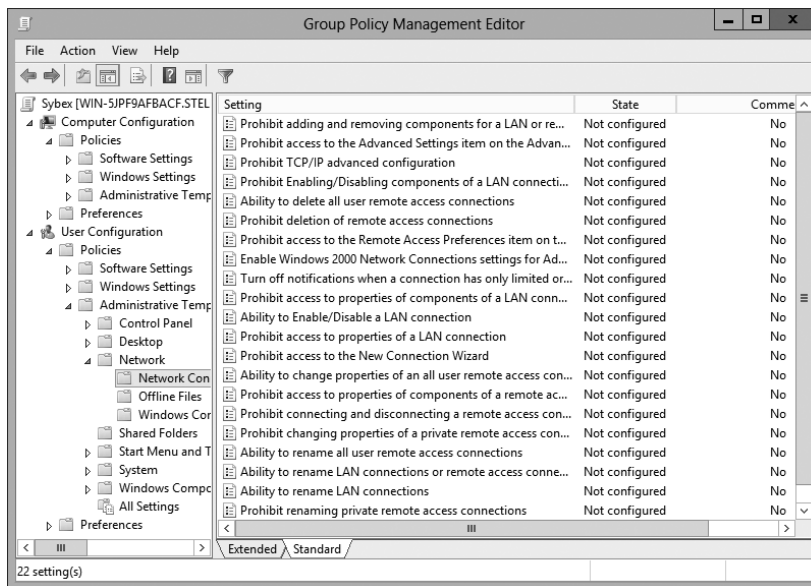 Group Policy Management Editor
File Action View Help
Sybex [WIN-5JPF9AFBACF.STEL
Computer Configuration
Policies
Software Settings
Windows Settings
Administrative Temp
Preferences
User Configuration
Policies
Software Settings
Windows Settings
Administrative Temp
Control Panel
Desktop
Network
Network Con
Offline Files
Windows Cor
Shared Folders
Start Menu and T
System
Windows Compc
All Settings
Preferences
Setting State Comme
Prohibit adding and removing components for a LAN or re... Not configured No
Prohibit access to the Advanced Settings item on the Advan... Not configured No
Prohibit TCP/IP advanced configuration Not configured No
Prohibit Enabling/Disabling components of a LAN connecti... Not configured No
Ability to delete all user remote access connections Not configured No
Prohibit deletion of remote access connections Not configured No
Prohibit access to the Remote Access Preferences item on t... Not configured No
Enable Windows 2000 Network Connections settings for Ad... Not configured No
Turn off notifications when a connection has only limited or... Not configured No
Prohibit access to properties of components of a LAN conn... Not configured No
Ability to Enable/Disable a LAN connection Not configured No
Prohibit access to properties of a LAN connection Not configured No
Prohibit access to the New Connection Wizard Not configured No
Ability to change properties of an all user remote access con... Not configured No
Prohibit access to properties of components of a remote ac... Not configured No
Prohibit connecting and disconnecting a remote access con... Not configured No
Prohibit changing properties of a private remote access con... Not configured No
Ability to rename all user remote access connections Not configured No
Ability to rename LAN connections or remote access conne... Not configured No
Ability to rename LAN connections Not configured No
Prohibit renaming private remote access connections Not configured No
Extended Standard
22 setting(s)